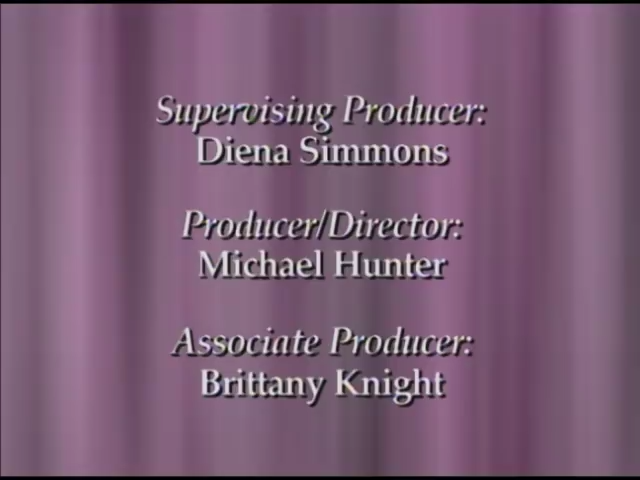 Supervising Producer:
Diena Simmons
Producer/Director:
Michael Hunter
Associate Producer:
Brittany Knight